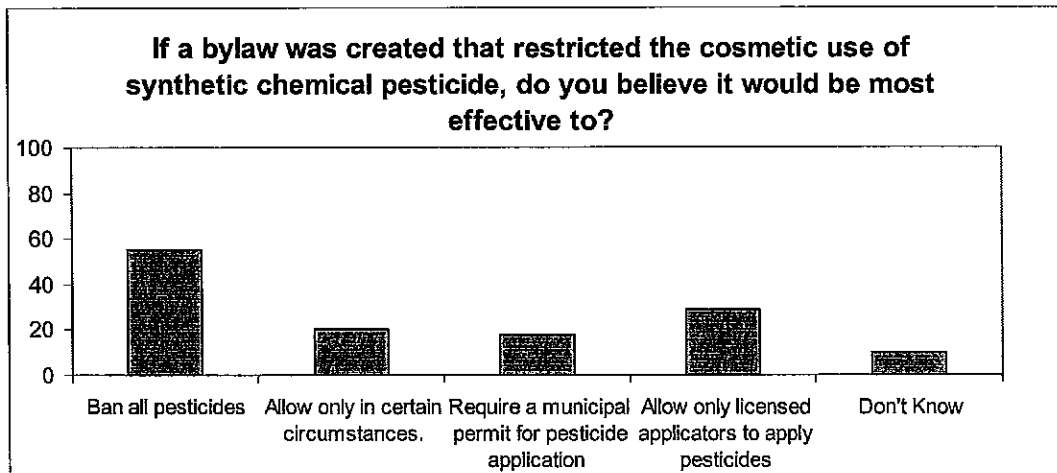 If a bylaw was created that restricted the cosmetic use of
synthetic chemical pesticide, do you believe it would be most
effective to?
100
80
60
40
20
0
Ban all pesticides
Allow only in certain
circumstances.
Require a municipal
permit for pesticide
application
Allow only licensed
applicators to apply
pesticides
Don't Know